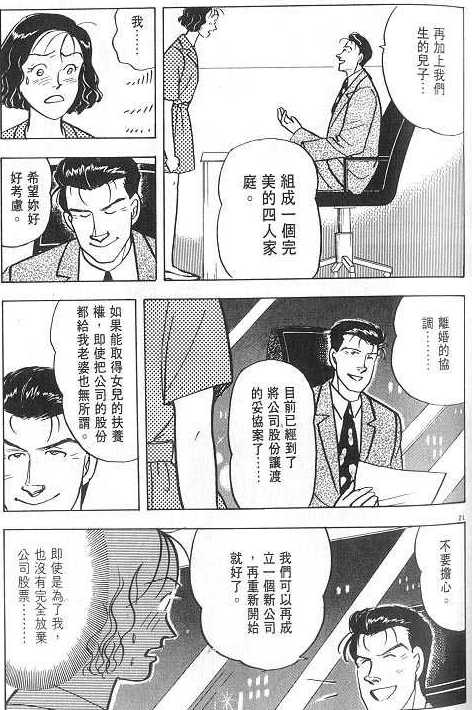 再加上我們
生的兒子…
組成一個完
美的四人家
庭。
我……
希望妳好
好考慮。
離婚的協
調……
目前已經到了
將公司股份讓渡
的妥協案了……
如果能取得女兒的扶養
權，即使把公司的股份
都給我老婆也無所謂。
21
不要擔心。
我們可以再成
立一個新公司
，再重新開始
就好了。
即使是為了我，
也沒有完全放棄
公司股票……